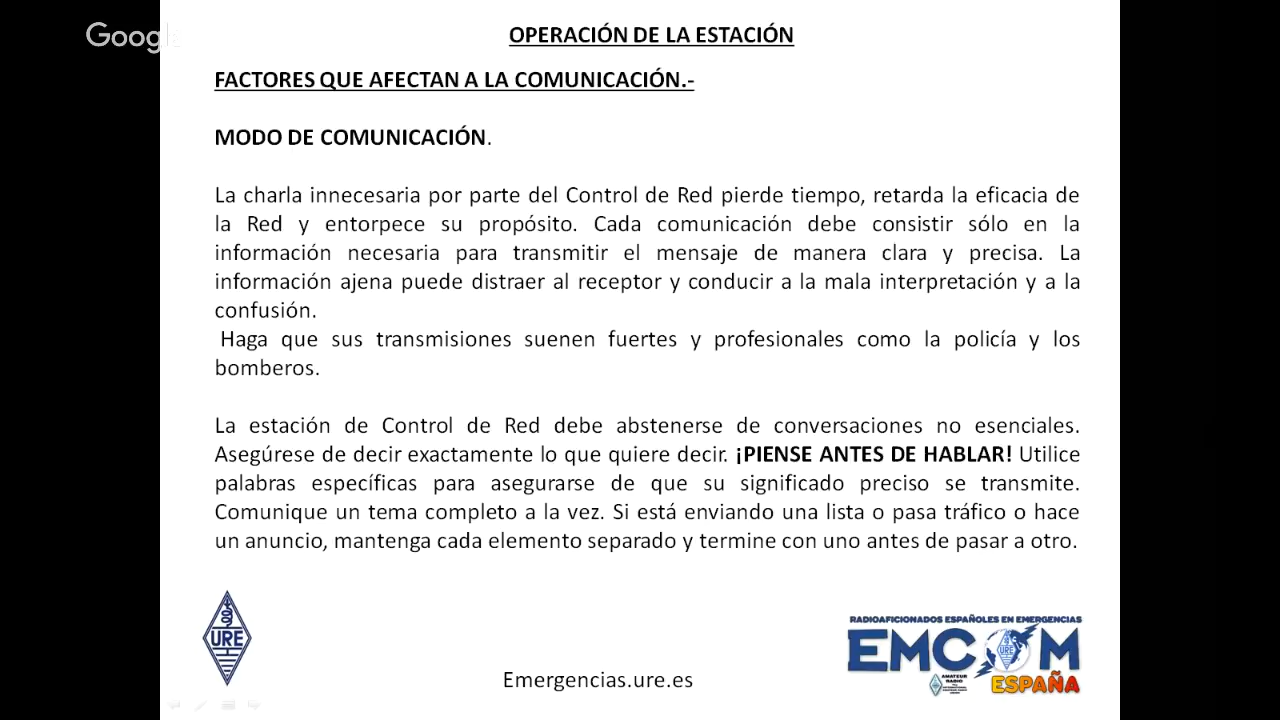 Google
OPERACIÓN DE LA ESTACIÓN
FACTORES QUE AFECTAN A LA COMUNICACIÓN.-
MODO DE COMUNICACIÓN.
La charla innecesaria por parte del Control de Red pierde tiempo, retarda la eficacia de
la Red y entorpece su propósito. Cada comunicación debe consistir sólo en la
información necesaria para transmitir el mensaje de manera clara y precisa. La
información ajena puede distraer al receptor y conducir a la mala interpretación y a la
confusión.
Haga que sus transmisiones suenen fuertes y profesionales como la policía y los
bomberos.
La estación de Control de Red debe abstenerse de conversaciones no esenciales.
Asegúrese de decir exactamente lo que quiere decir. ¡PIENSE ANTES DE HABLAR! Utilice
palabras específicas para asegurarse de que su significado preciso se transmite.
Comunique un tema completo a la vez. Si está enviando una lista o pasa tráfico o hace
un anuncio, mantenga cada elemento separado y termine con uno antes de pasar a otro.
URE
Emergencias.ure.es
RADIOAFICIONADOS ESPAÑOLES EN EMERGENCIAS
EMCOM
URE
AMATEUR
RADIO
ESPAÑA